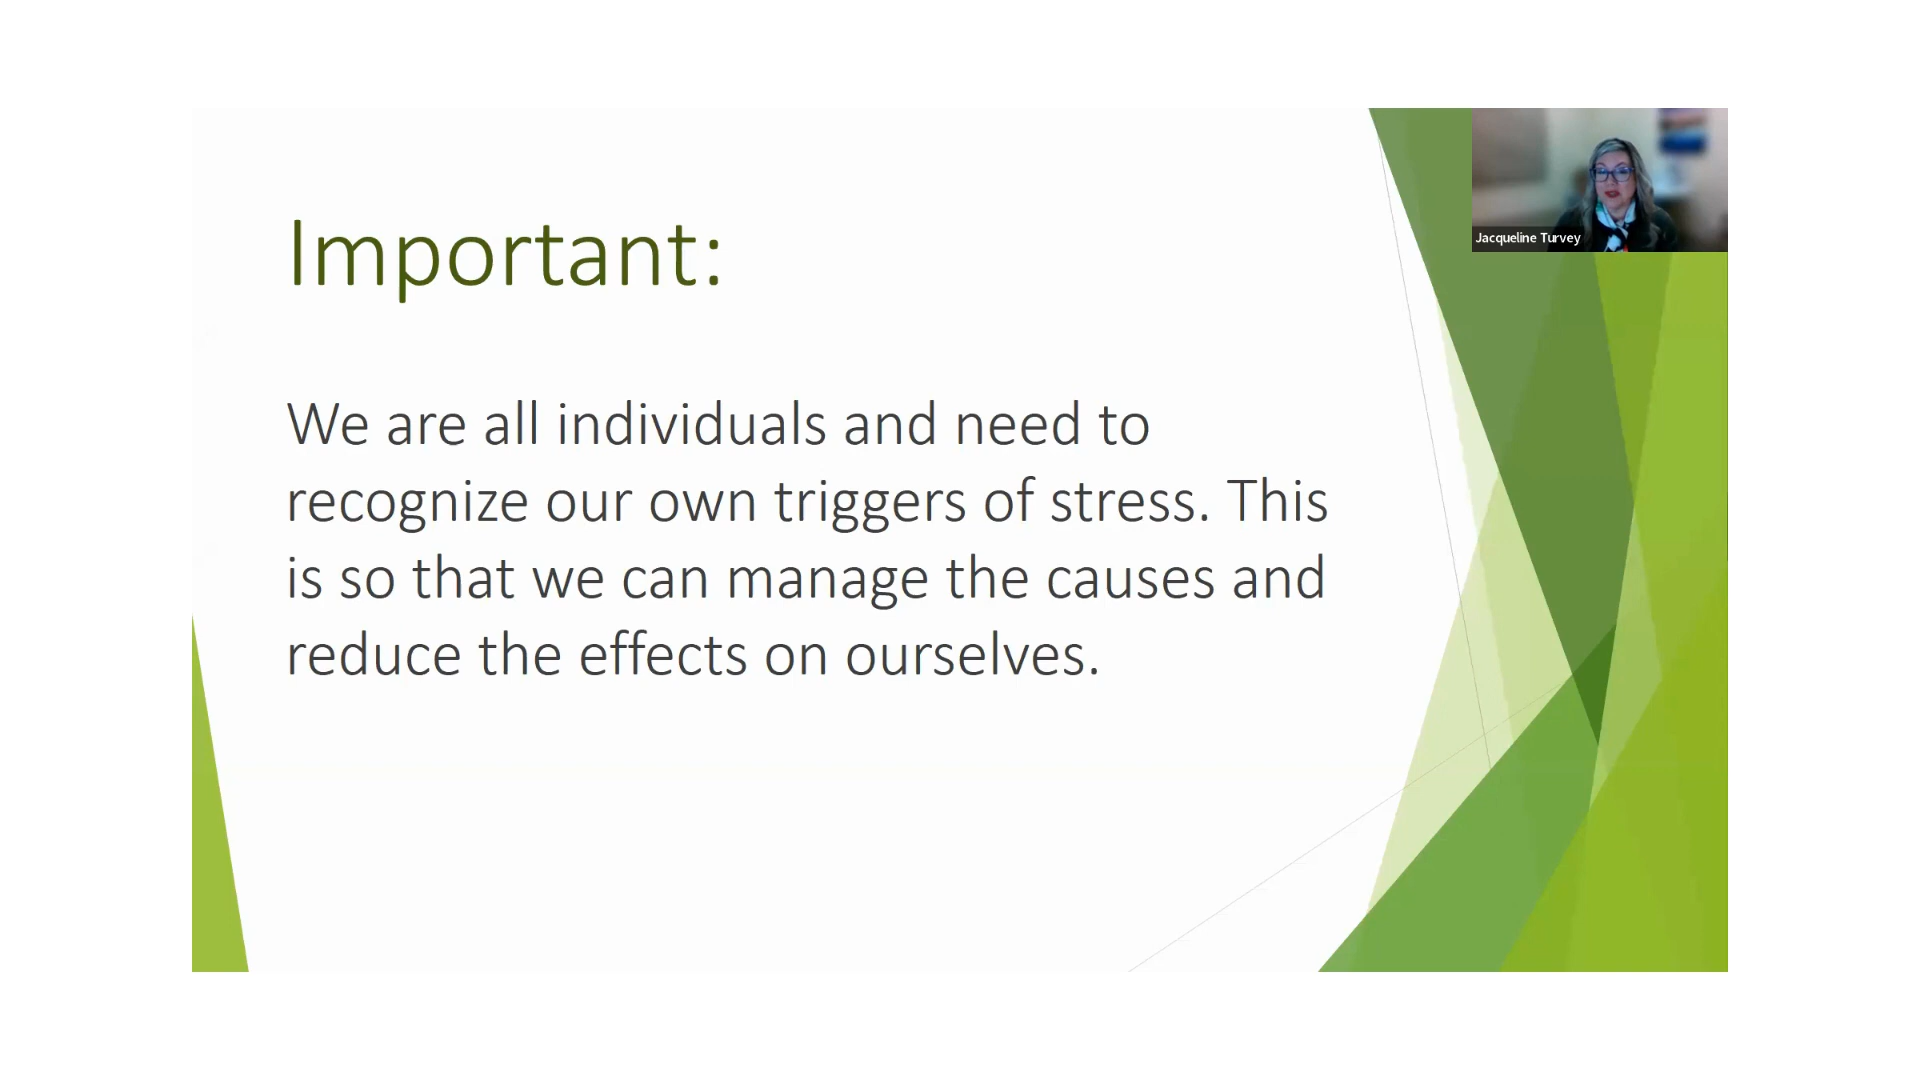 Important:
We are all individuals and need to
recognize our own triggers of stress. This
is so that we can manage the causes and
reduce the effects on ourselves.
Jacqueline Turvey